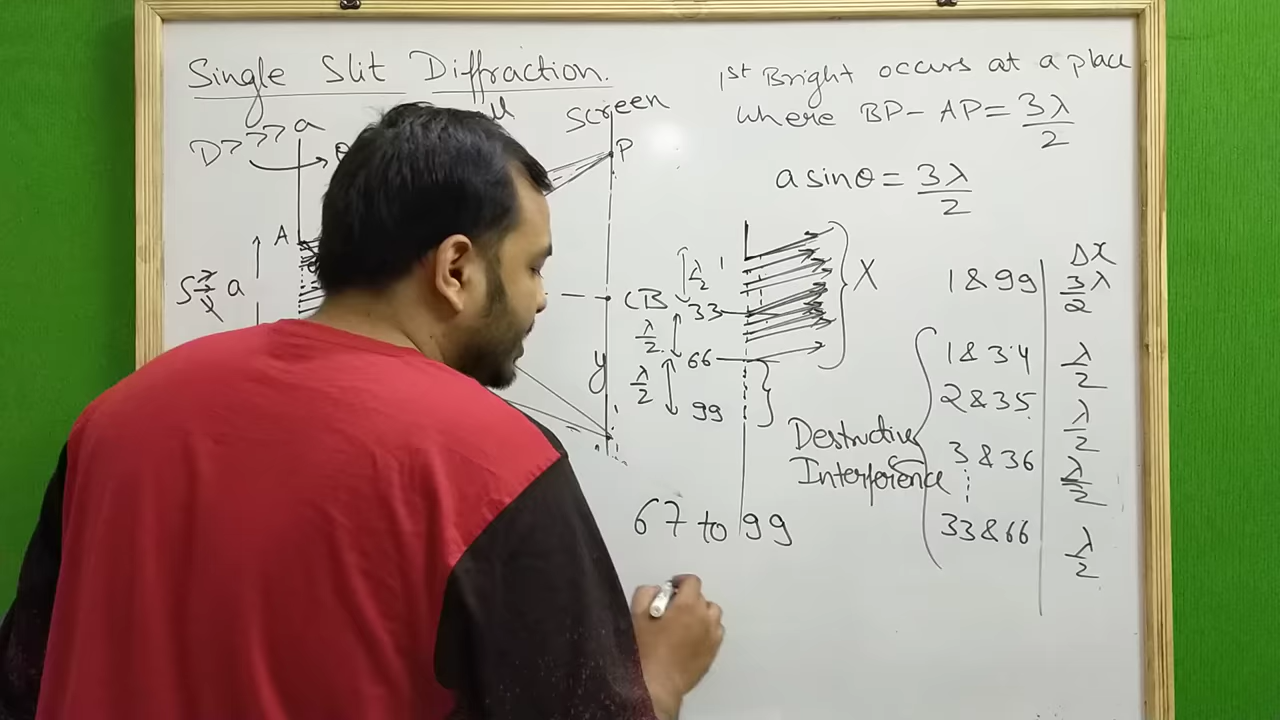 Single Slit Diffraction.
D>>>>a
Screen
P
A
a
CB
y
1st Bright occurs at a place
where BP - AP = 3λ/2
a sinθ = 3λ/2
λ/2
1
33
λ/2
66
λ/2
99
X
Δx
1 & 99 3/2 λ
1 & 34 λ/2
2 & 35 λ/2
3 & 36 λ/2
33 & 66 λ/2
Destructive
Interference
67 to 99